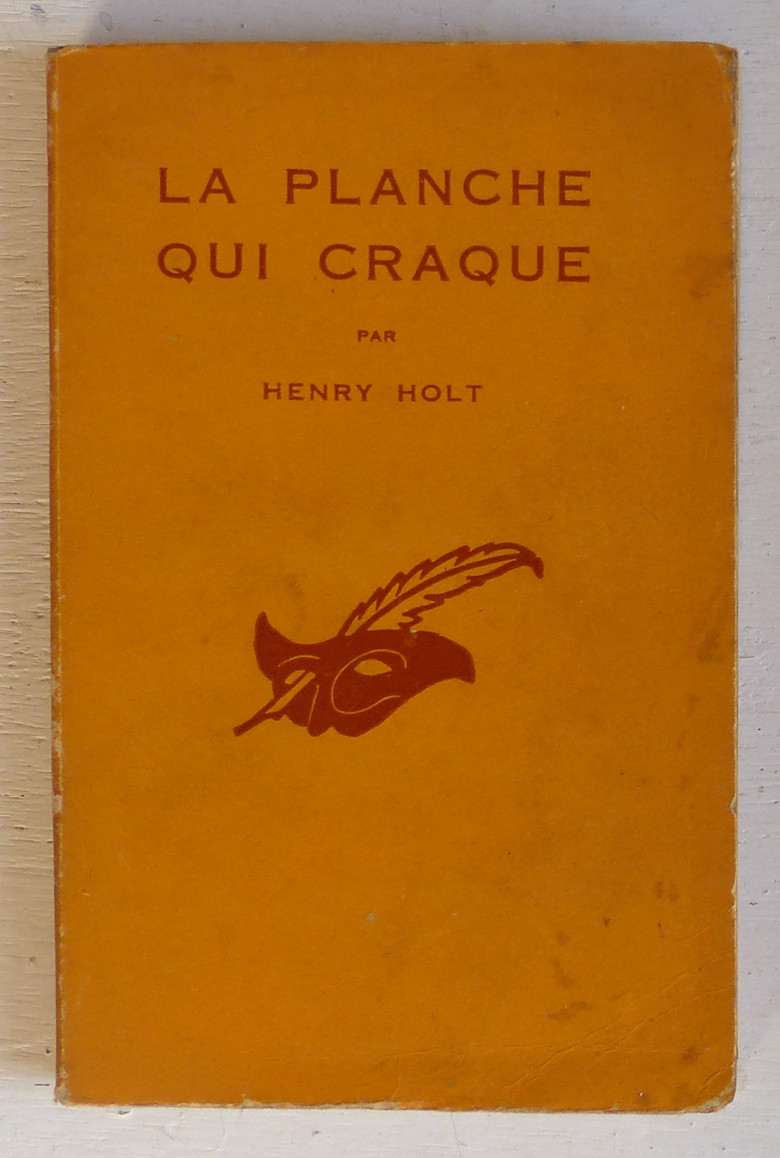 LA PLANCHE
QUI CRAQUE
PAR
HENRY HOLT